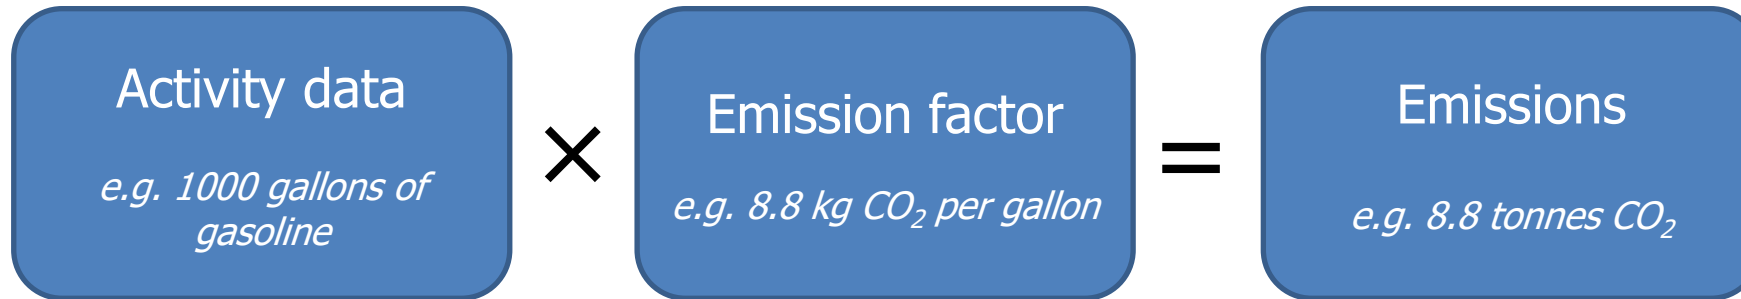 Activity data
e.g. 1000 gallons of
gasoline
×
Emission factor
e.g. 8.8 kg CO₂ per gallon
=
Emissions
e.g. 8.8 tonnes CO₂